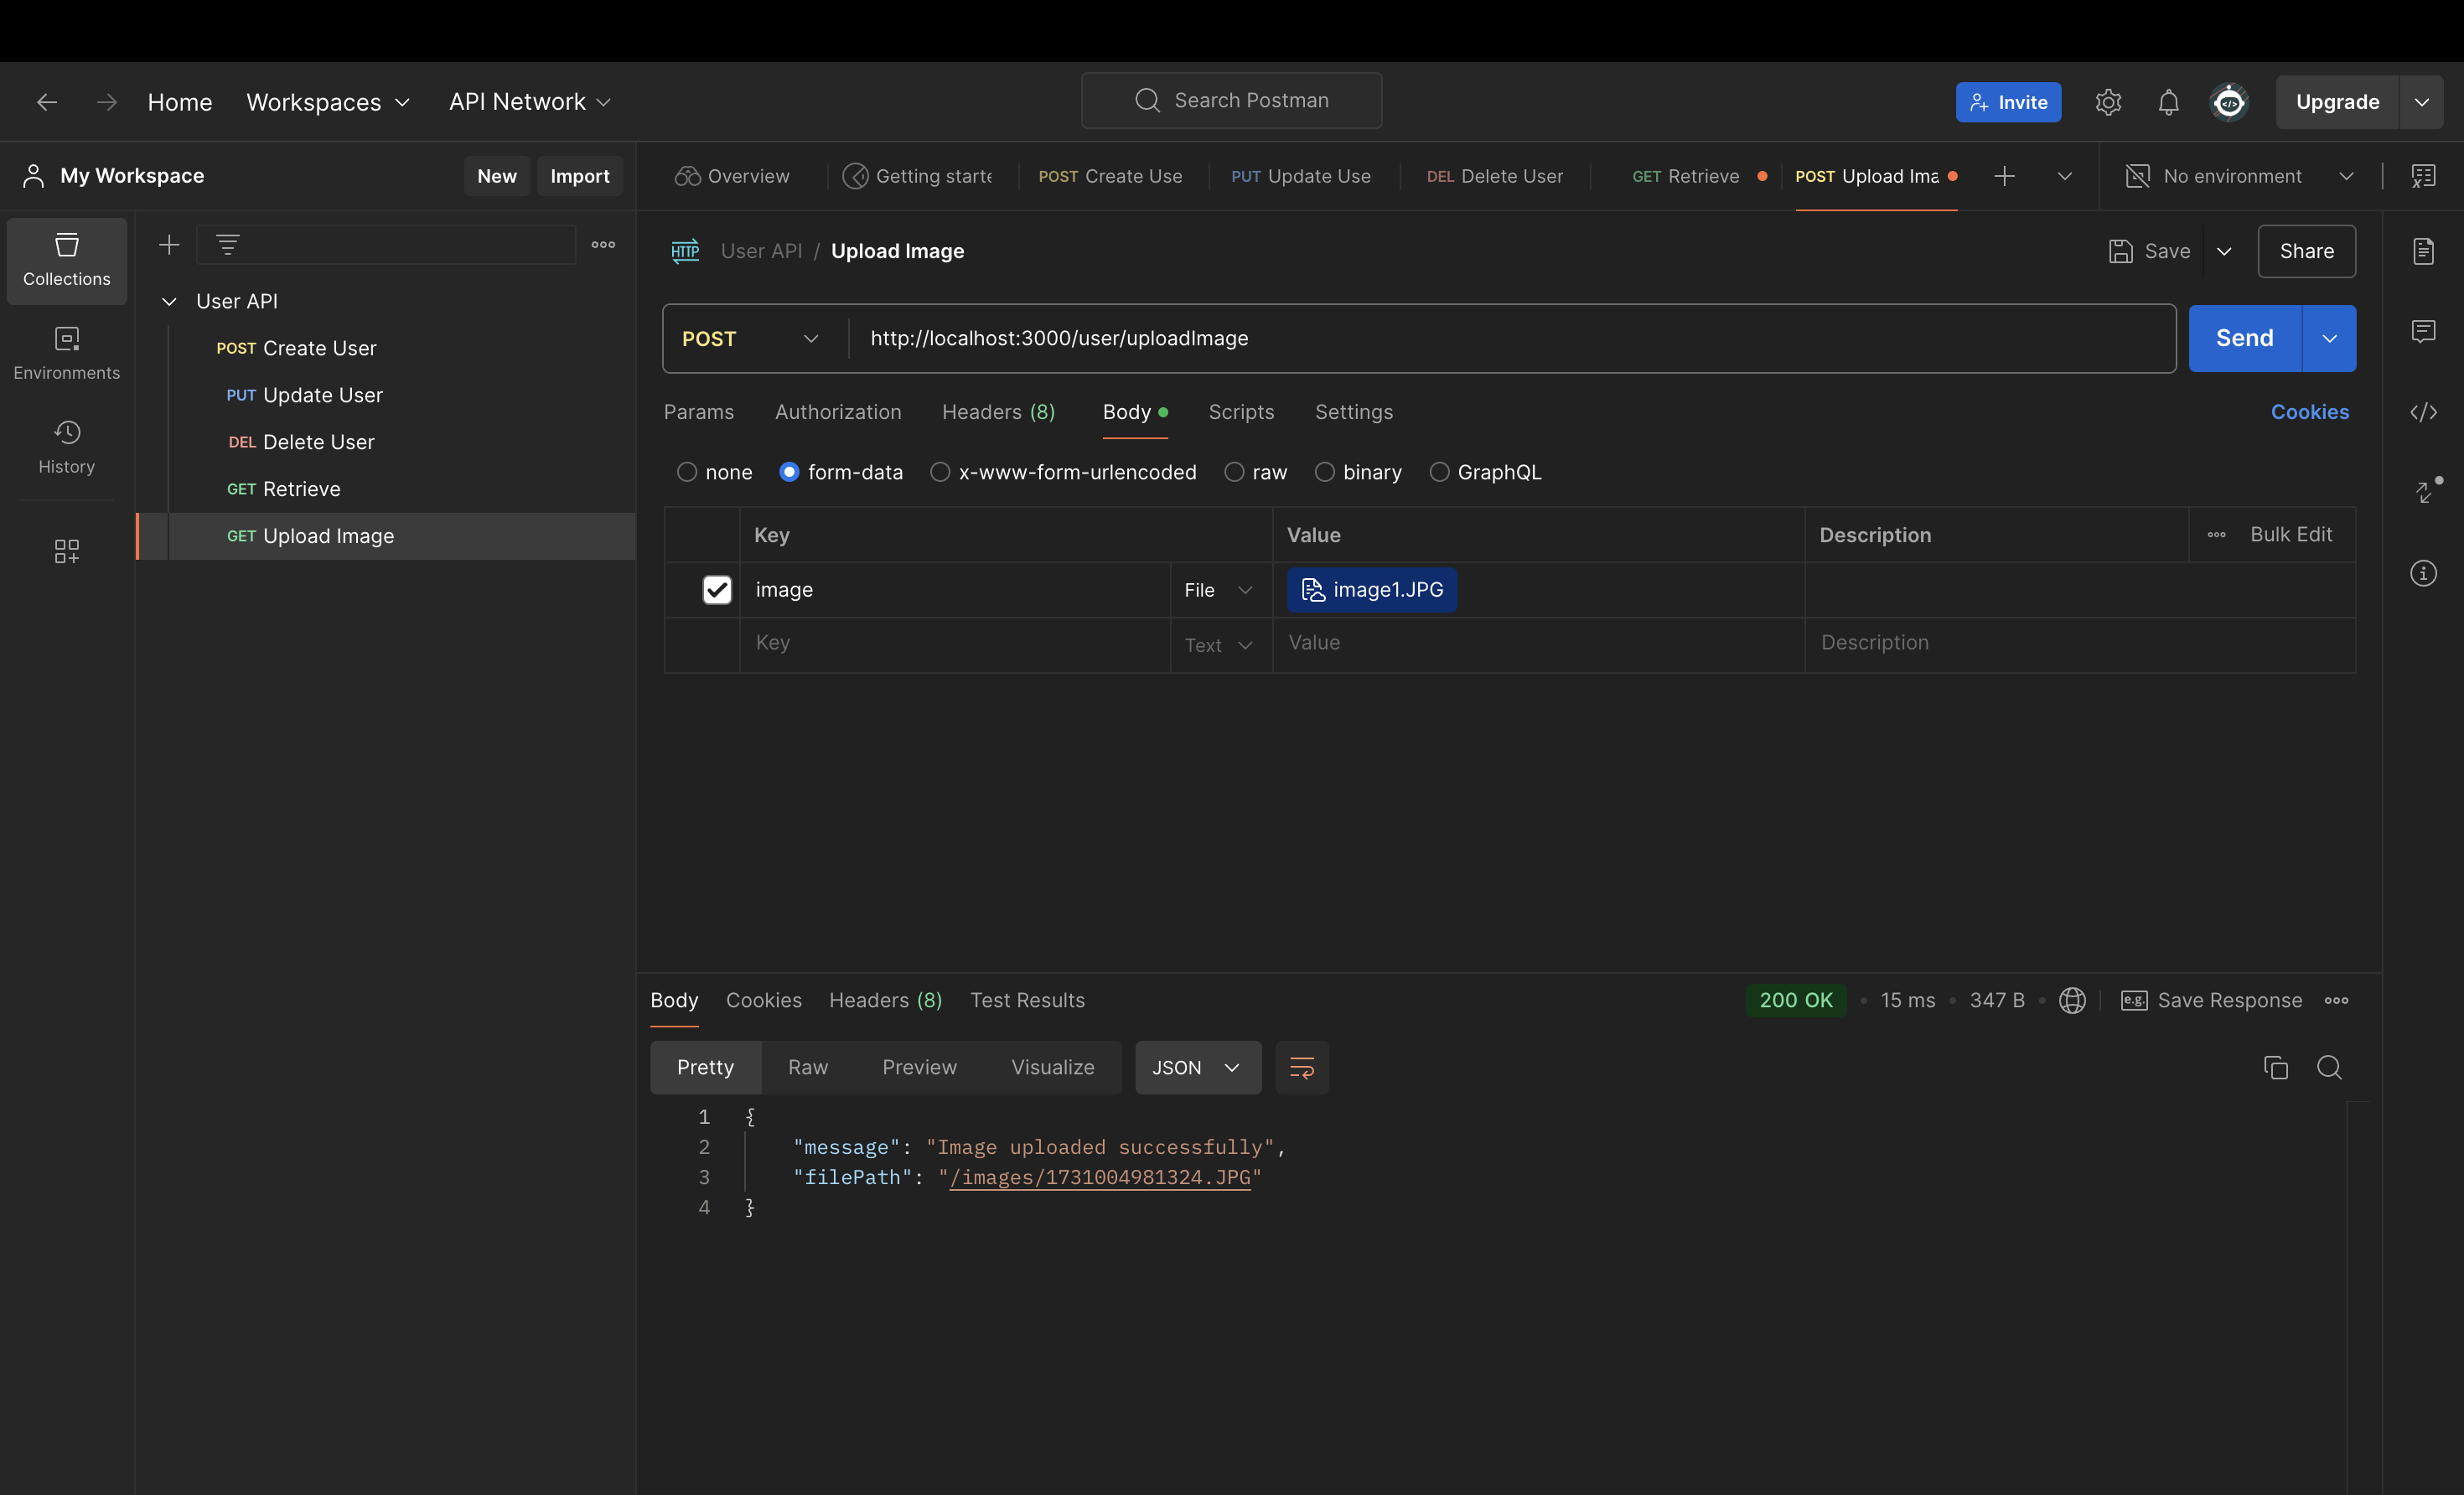 Home Workspaces API Network Search Postman Invite Upgrade
My Workspace New Import Overview Getting starte POST Create Use PUT Update Use DEL Delete User GET Retrieve POST Upload Ima No environment
Collections
Environments
History
User API
POST Create User
PUT Update User
DEL Delete User
GET Retrieve
GET Upload Image
HTTP User API / Upload Image Save Share
POST http://localhost:3000/user/uploadImage Send
Params Authorization Headers (8) Body Scripts Settings Cookies
none form-data x-www-form-urlencoded raw binary GraphQL
Key Value Description Bulk Edit
image File image1.JPG
Key Text Value Description
Body Cookies Headers (8) Test Results 200 OK 15 ms 347 B e.g. Save Response
Pretty Raw Preview Visualize JSON
1 {
2 "message": "Image uploaded successfully",
3 "filePath": "/images/1731004981324.JPG"
4 }